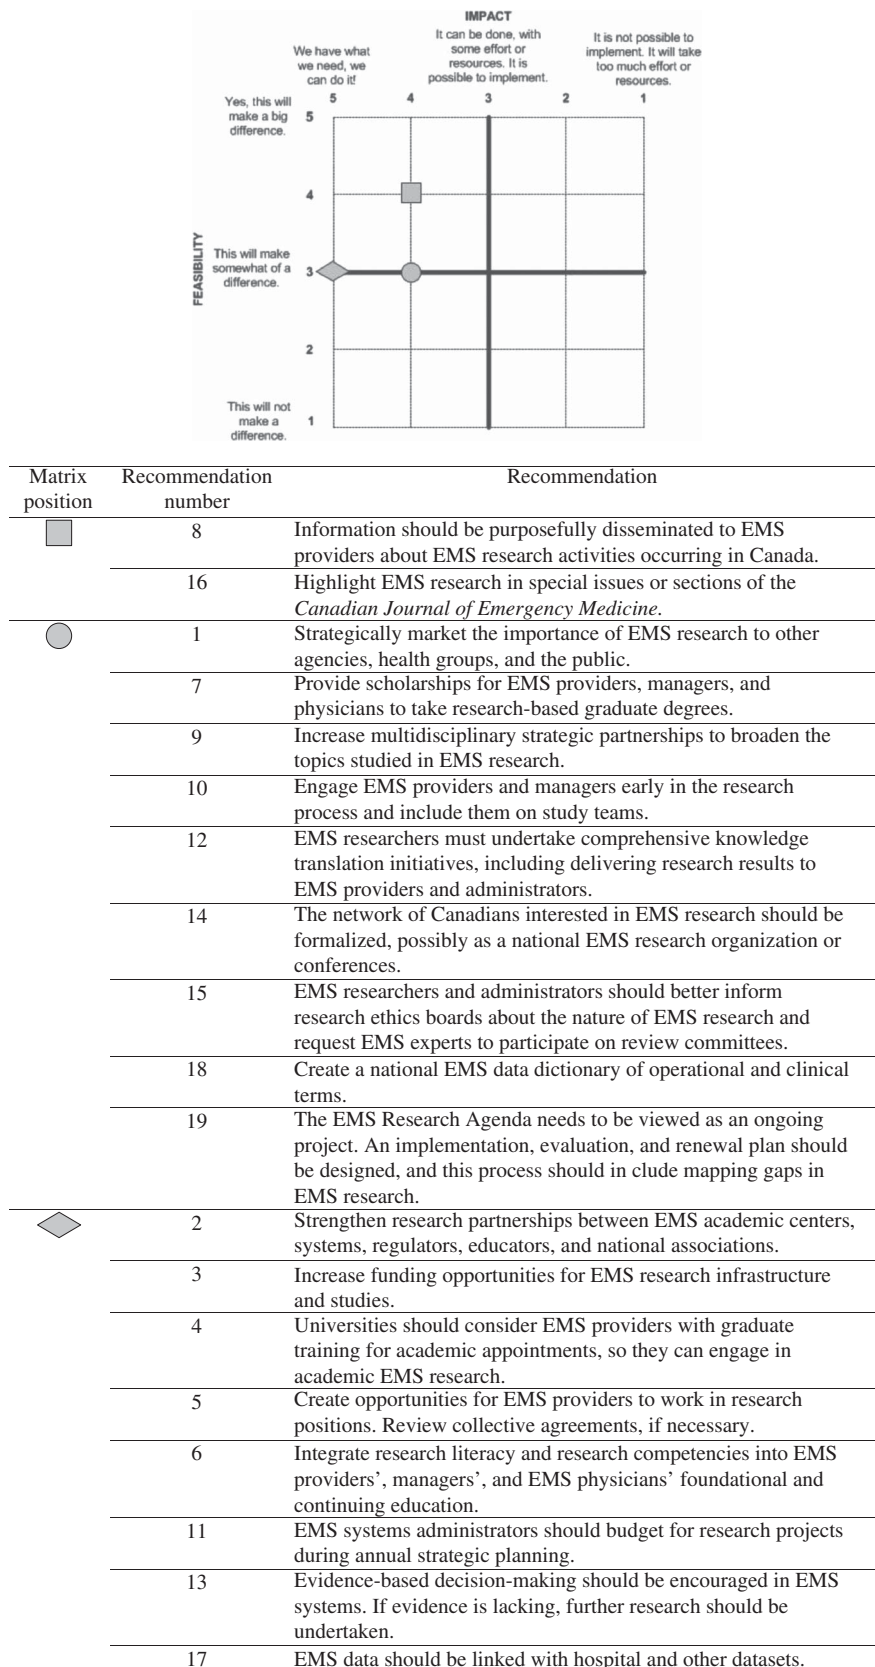 IMPACT
We have what
we need, we
can do it!
It can be done, with
some effort or
resources. It is
possible to implement.
It is not possible to
implement. It will take
too much effort or
resources.
5 4 3 2 1
Yes, this will
make a big
difference.
5
4
FEASIBILITY
This will make
somewhat of a
difference.
3
2
This will not
make a
difference.
1
Matrix
position
Recommendation
number
Recommendation
8 Information should be purposefully disseminated to EMS
providers about EMS research activities occurring in Canada.
16 Highlight EMS research in special issues or sections of the
Canadian Journal of Emergency Medicine.
1 Strategically market the importance of EMS research to other
agencies, health groups, and the public.
7 Provide scholarships for EMS providers, managers, and
physicians to take research-based graduate degrees.
9 Increase multidisciplinary strategic partnerships to broaden the
topics studied in EMS research.
10 Engage EMS providers and managers early in the research
process and include them on study teams.
12 EMS researchers must undertake comprehensive knowledge
translation initiatives, including delivering research results to
EMS providers and administrators.
14 The network of Canadians interested in EMS research should be
formalized, possibly as a national EMS research organization or
conferences.
15 EMS researchers and administrators should better inform
research ethics boards about the nature of EMS research and
request EMS experts to participate on review committees.
18 Create a national EMS data dictionary of operational and clinical
terms.
19 The EMS Research Agenda needs to be viewed as an ongoing
project. An implementation, evaluation, and renewal plan should
be designed, and this process should in clude mapping gaps in
EMS research.
2 Strengthen research partnerships between EMS academic centers,
systems, regulators, educators, and national associations.
3 Increase funding opportunities for EMS research infrastructure
and studies.
4 Universities should consider EMS providers with graduate
training for academic appointments, so they can engage in
academic EMS research.
5 Create opportunities for EMS providers to work in research
positions. Review collective agreements, if necessary.
6 Integrate research literacy and research competencies into EMS
providers’, managers’, and EMS physicians’ foundational and
continuing education.
11 EMS systems administrators should budget for research projects
during annual strategic planning.
13 Evidence-based decision-making should be encouraged in EMS
systems. If evidence is lacking, further research should be
undertaken.
17 EMS data should be linked with hospital and other datasets.